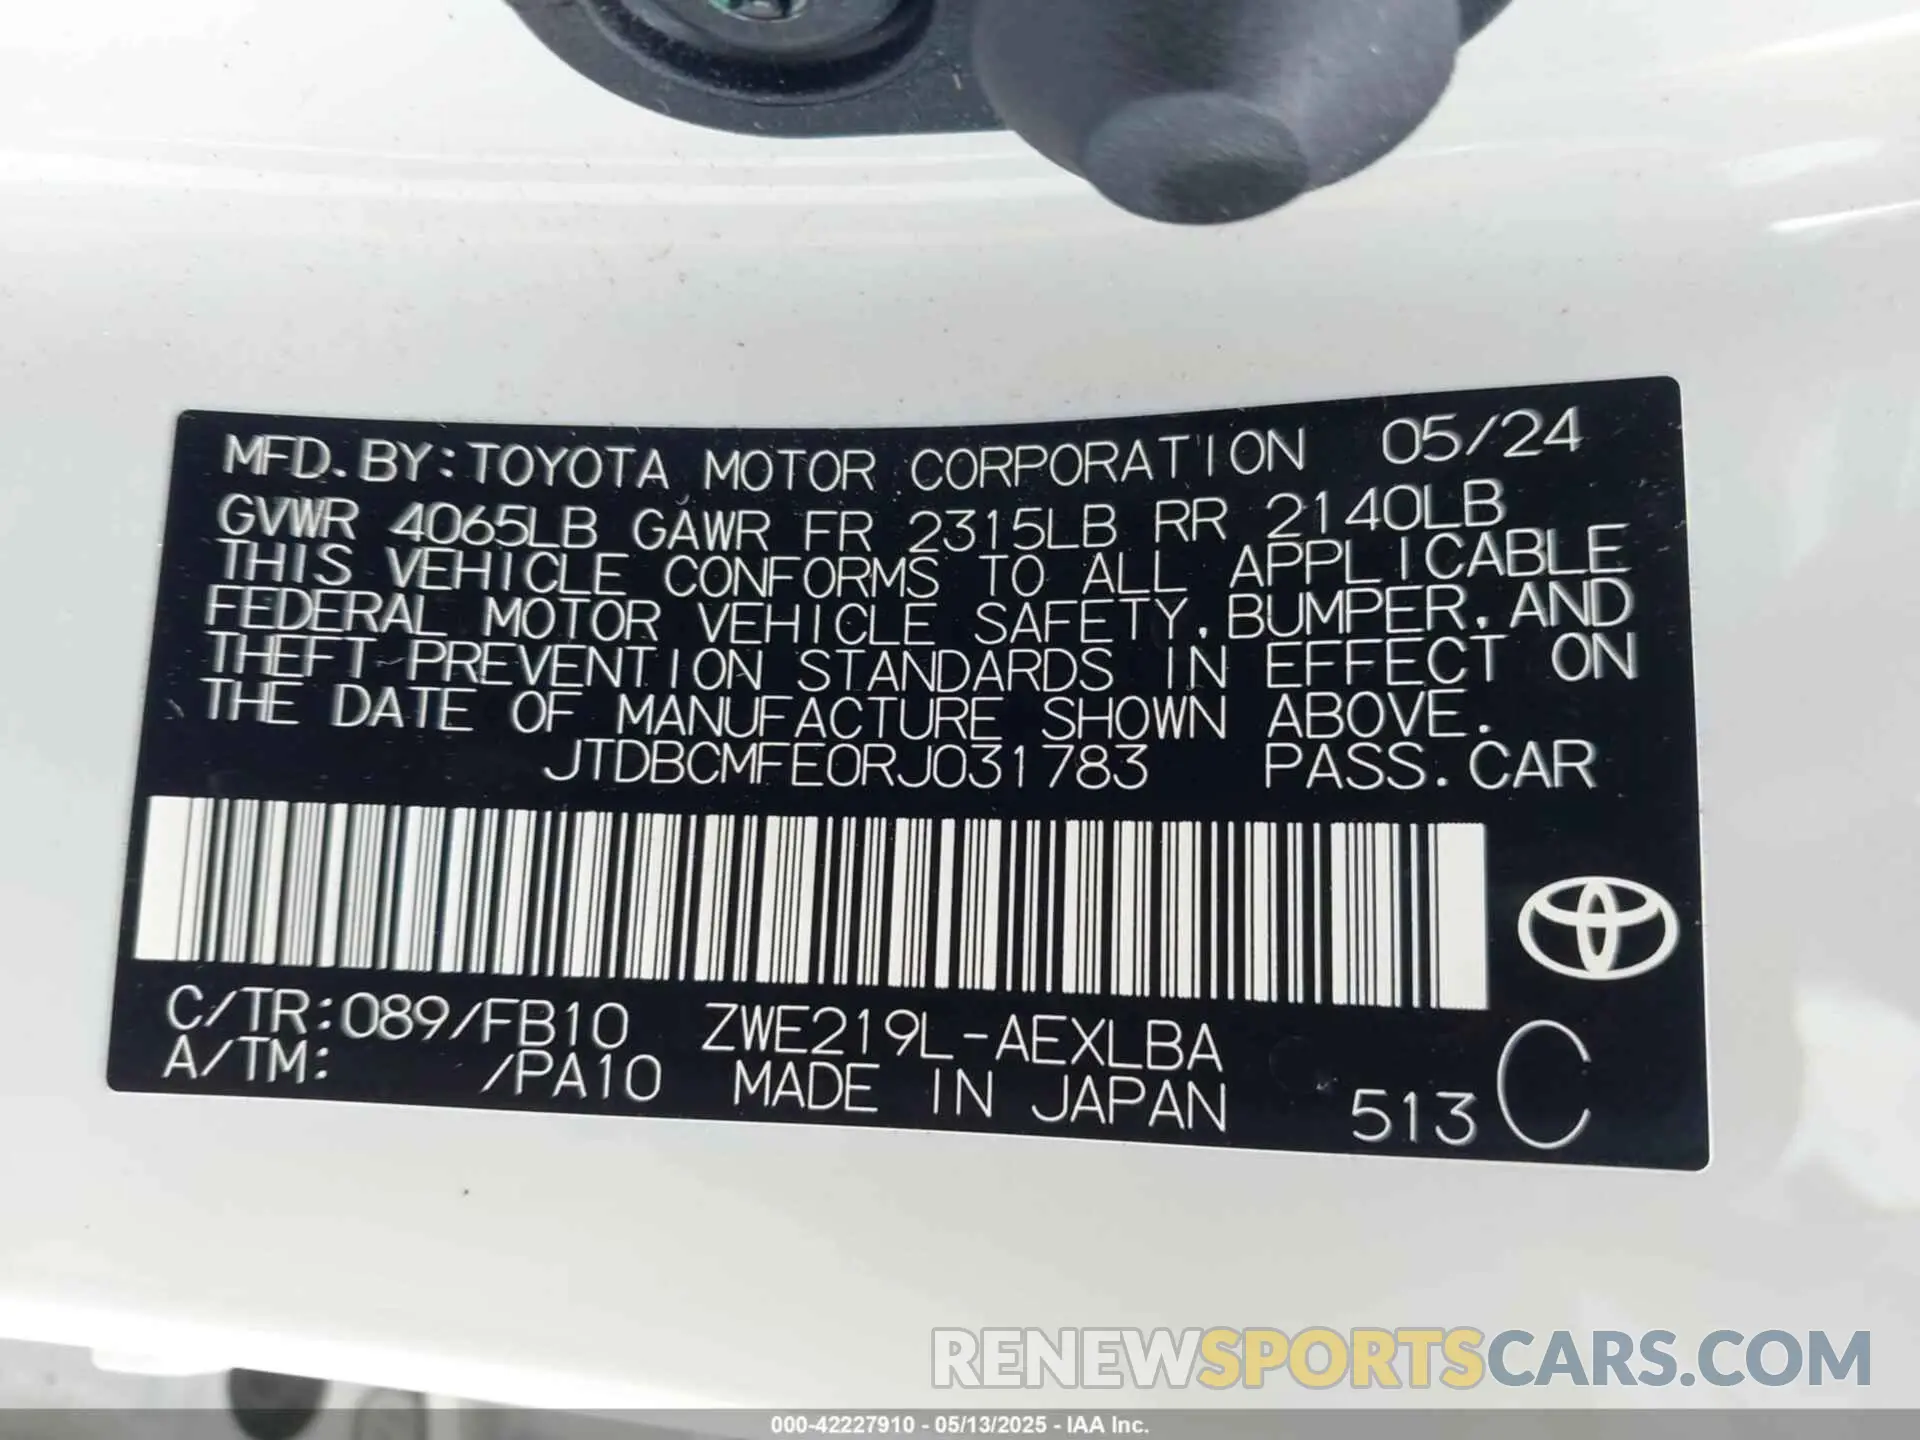 MFD. BY: TOYOTA MOTOR CORPORATION 05/24
GVWR 4065LB GAWR FR 2315LB RR 2140LB
THIS VEHICLE CONFORMS TO ALL APPLICABLE
FEDERAL MOTOR VEHICLE SAFETY, BUMPER, AND
THEFT PREVENTION STANDARDS IN EFFECT ON
THE DATE OF MANUFACTURE SHOWN ABOVE.
JTDBCMFE0RJ031783 PASS. CAR
C/TR: 089/FB10 ZWE219L-AEXLBA
A/TM: /PA10 MADE IN JAPAN 513 C
RENEWSPORTSCARS.COM
000-42227910 - 05/13/2025 - IAA Inc.